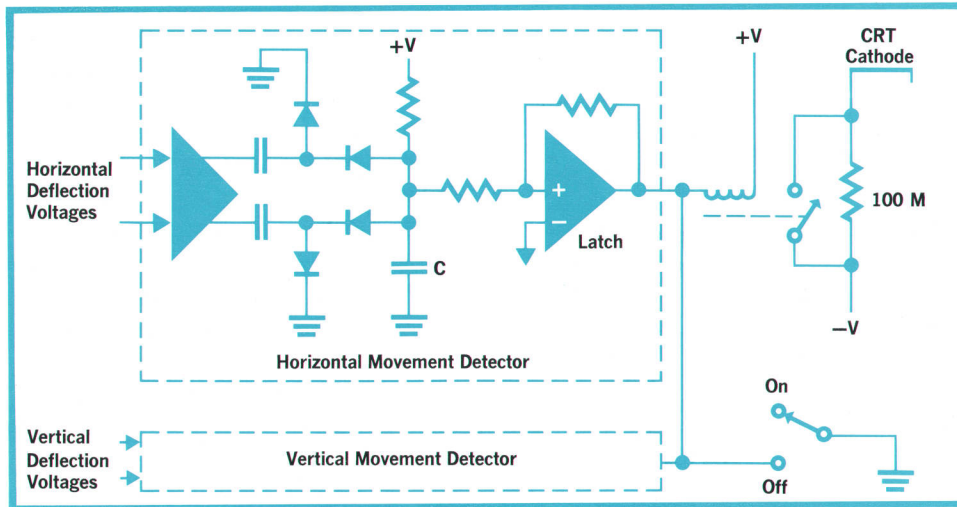 +V
+V
CRT
Cathode
Horizontal
Deflection
Voltages
100 M
+
−
Latch
C
−V
Horizontal Movement Detector
On
Vertical
Deflection
Voltages
Vertical Movement Detector
Off